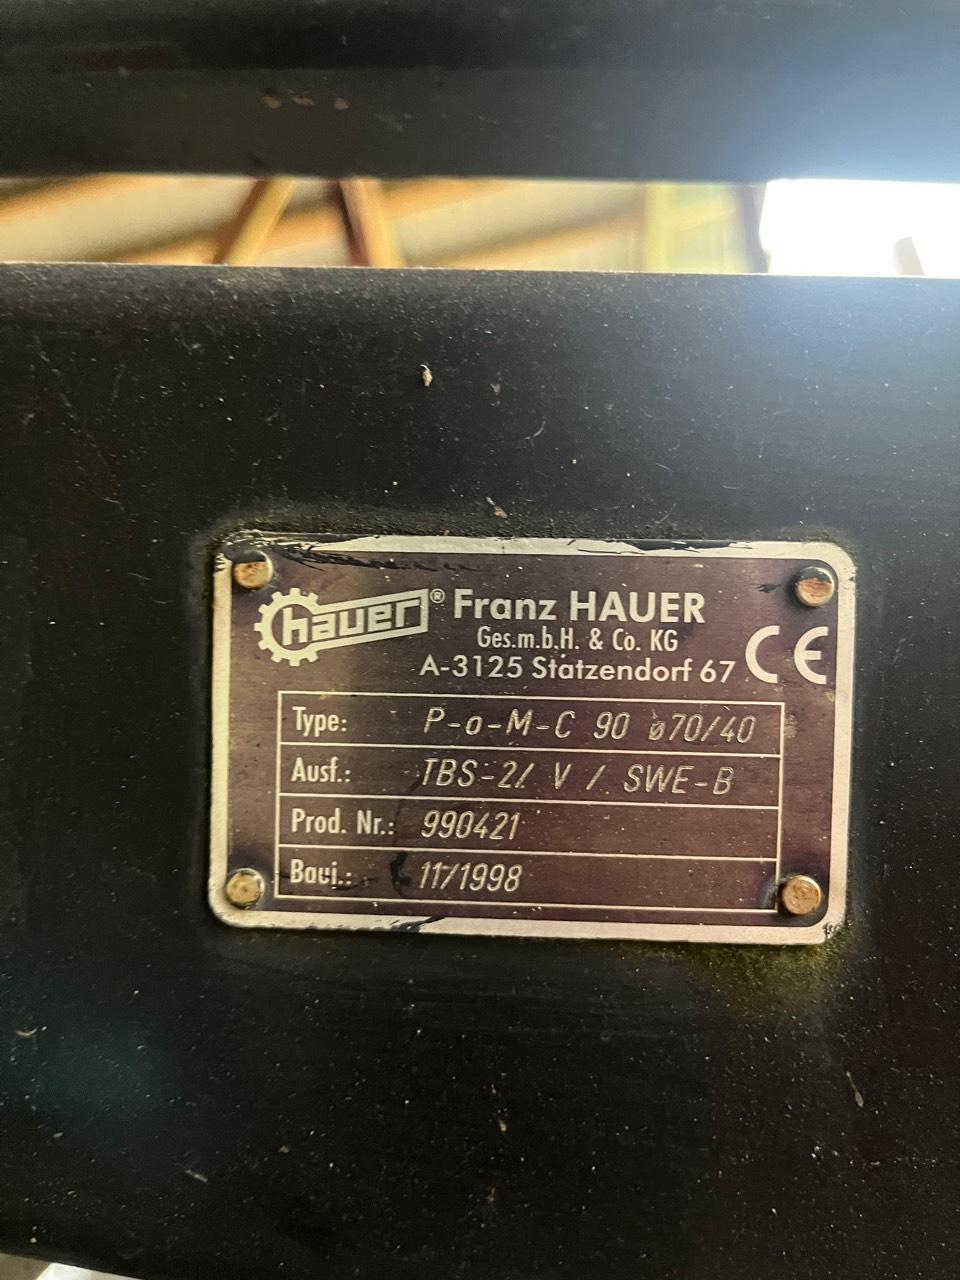 hauer® Franz HAUER
Ges.m.b.H. & Co. KG
A-3125 Statzendorf 67 CE
Type: P-o-M-C 90 ø70/40
Ausf.: TBS-2/ V / SWE-B
Prod. Nr.: 990421
Bauj.: 11/1998